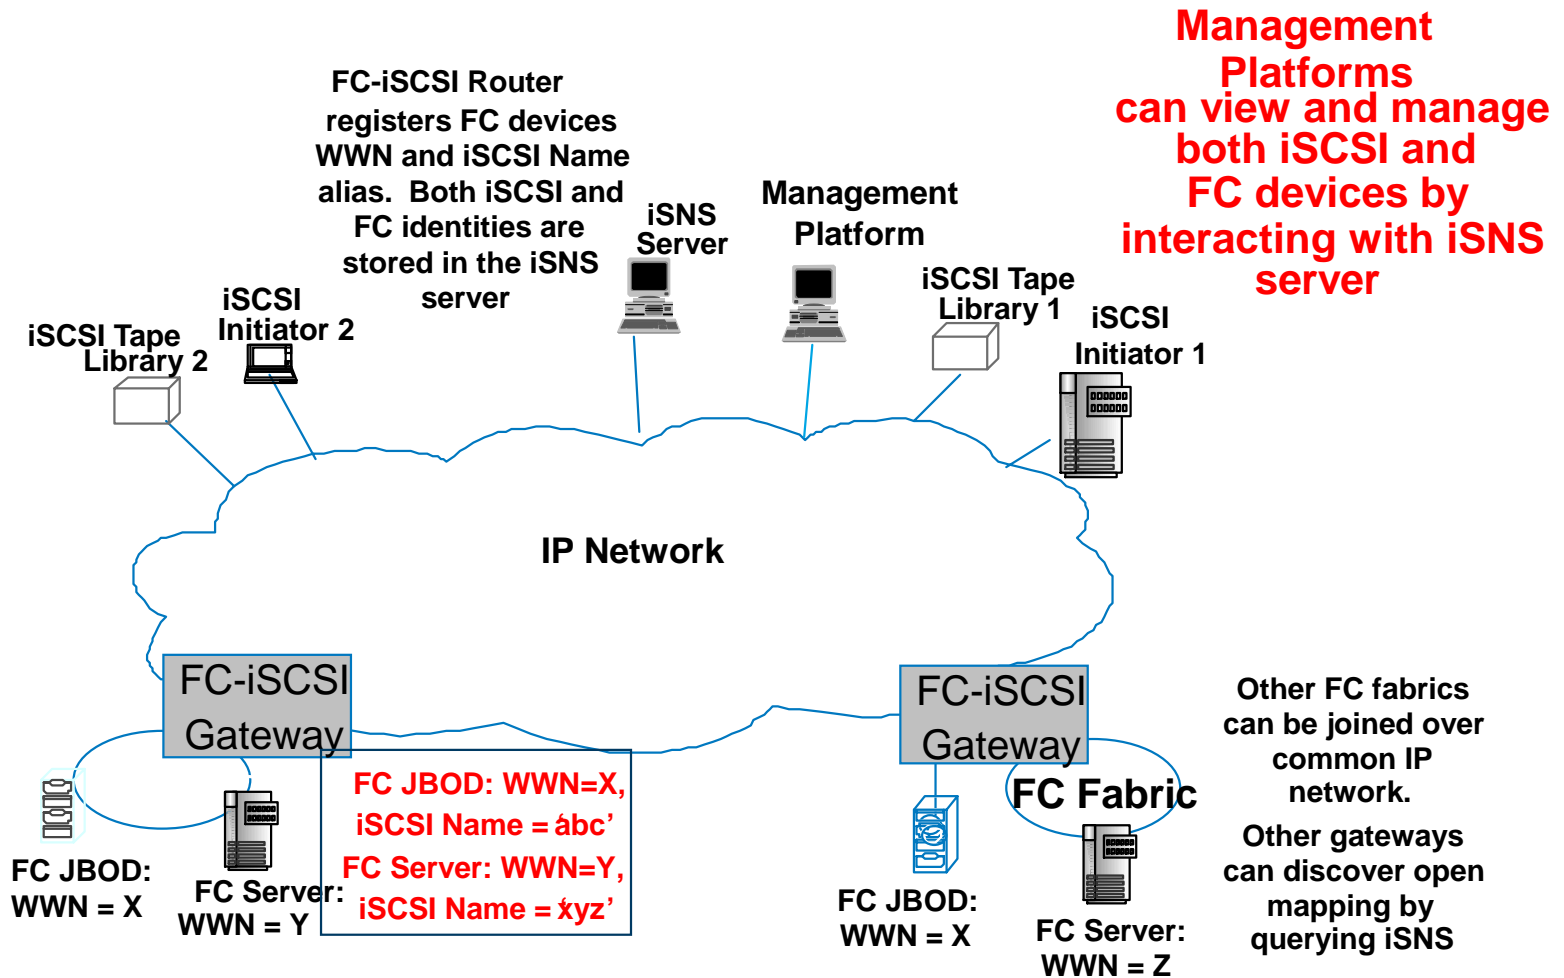 Management
Platforms
can view and manage
both iSCSI and
FC devices by
interacting with iSNS
server
FC-iSCSI Router
registers FC devices
WWN and iSCSI Name
alias.  Both iSCSI and
FC identities are
stored in the iSNS
server
iSNS
Server
Management
Platform
iSCSI Tape
Library 1
iSCSI
Initiator 1
iSCSI
Initiator 2
iSCSI Tape
Library 2
IP Network
FC-iSCSI
Gateway
FC-iSCSI
Gateway
FC JBOD: WWN=X,
iSCSI Name = ‘abc’
FC Server: WWN=Y,
iSCSI Name = ‘xyz’
FC JBOD:
WWN = X
FC Server:
WWN = Y
FC Fabric
FC JBOD:
WWN = X
FC Server:
WWN = Z
Other FC fabrics
can be joined over
common IP
network.
Other gateways
can discover open
mapping by
querying iSNS